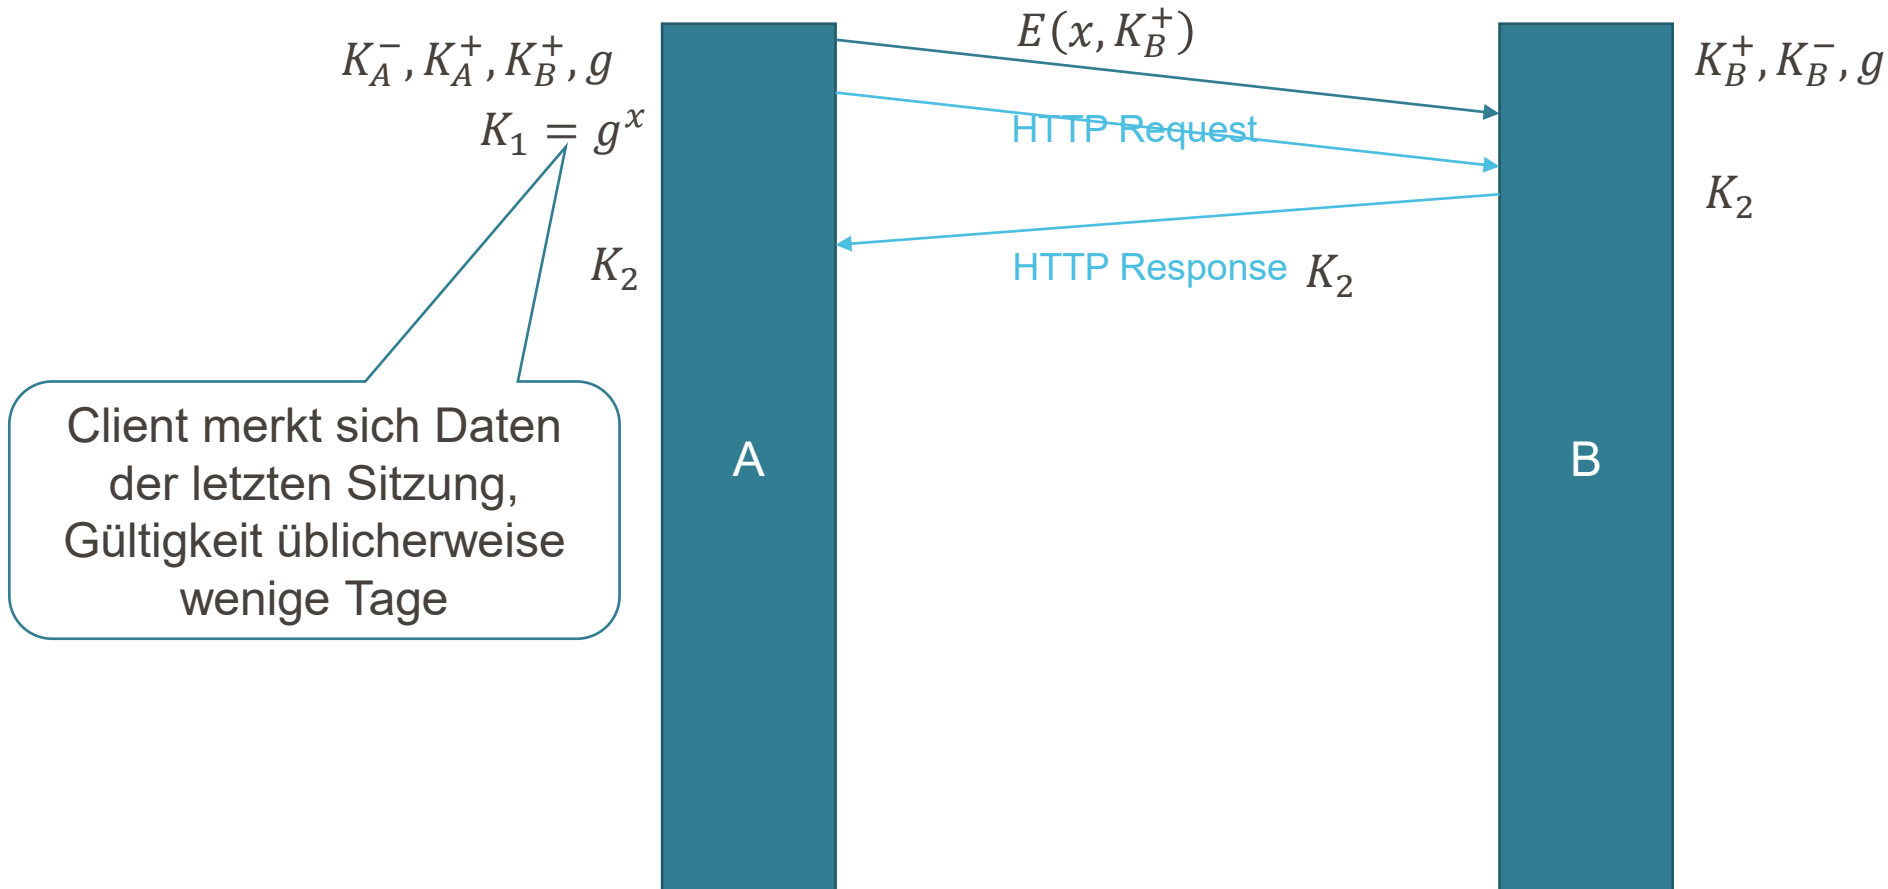 E(x, K_B^+)
K_A^-, K_A^+, K_B^+, g
K_B^+, K_B^-, g
K_1 = g^x
HTTP Request
K_2
K_2
HTTP Response K_2
Client merkt sich Daten
der letzten Sitzung,
Gültigkeit üblicherweise
wenige Tage
A
B